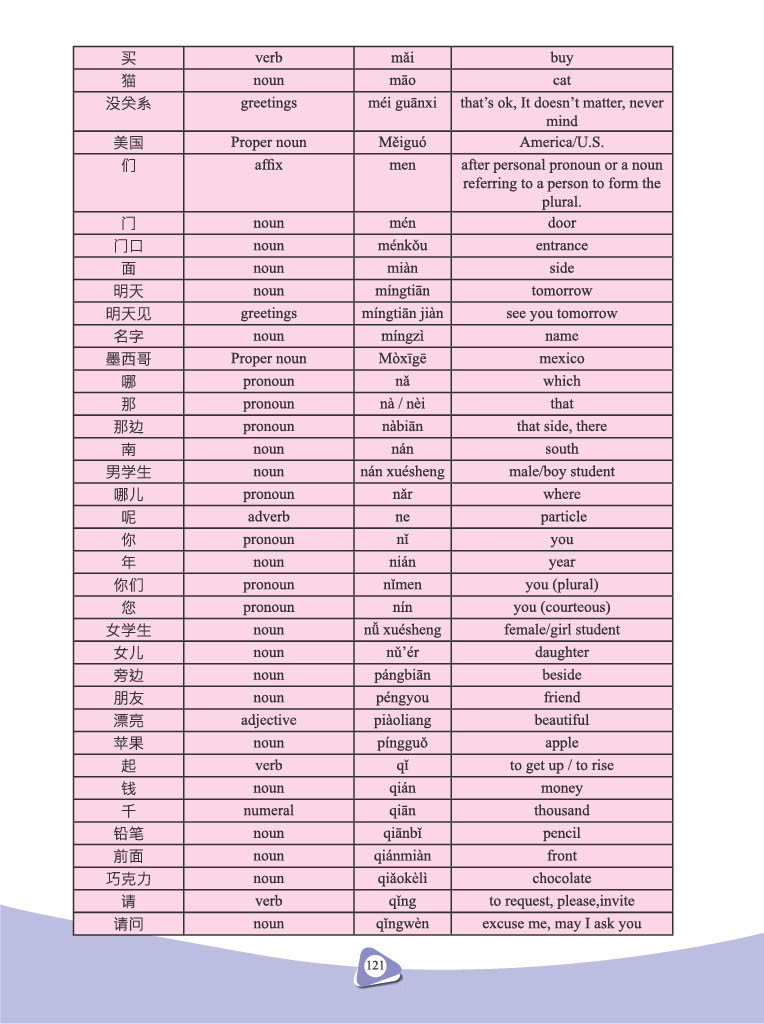 买 verb mǎi buy
猫 noun māo cat
没关系 greetings méi guānxi that's ok, It doesn't matter, never
mind
美国 Proper noun Měiguó America/U.S.
们 affix men after personal pronoun or a noun
referring to a person to form the
plural.
门 noun mén door
门口 noun ménkǒu entrance
面 noun miàn side
明天 noun míngtiān tomorrow
明天见 greetings míngtiān jiàn see you tomorrow
名字 noun míngzì name
墨西哥 Proper noun Mòxīgē mexico
哪 pronoun nǎ which
那 pronoun nà / nèi that
那边 pronoun nàbiān that side, there
南 noun nán south
男学生 noun nán xuésheng male/boy student
哪儿 pronoun nǎr where
呢 adverb ne particle
你 pronoun nǐ you
年 noun nián year
你们 pronoun nǐmen you (plural)
您 pronoun nín you (courteous)
女学生 noun nǚ xuésheng female/girl student
女儿 noun nǔ’ér daughter
旁边 noun pángbiān beside
朋友 noun péngyou friend
漂亮 adjective piàoliang beautiful
苹果 noun píngguǒ apple
起 verb qǐ to get up / to rise
钱 noun qián money
千 numeral qiān thousand
铅笔 noun qiānbǐ pencil
前面 noun qiánmiàn front
巧克力 noun qiǎokèlì chocolate
请 verb qǐng to request, please,invite
请问 noun qǐngwèn excuse me, may I ask you
121